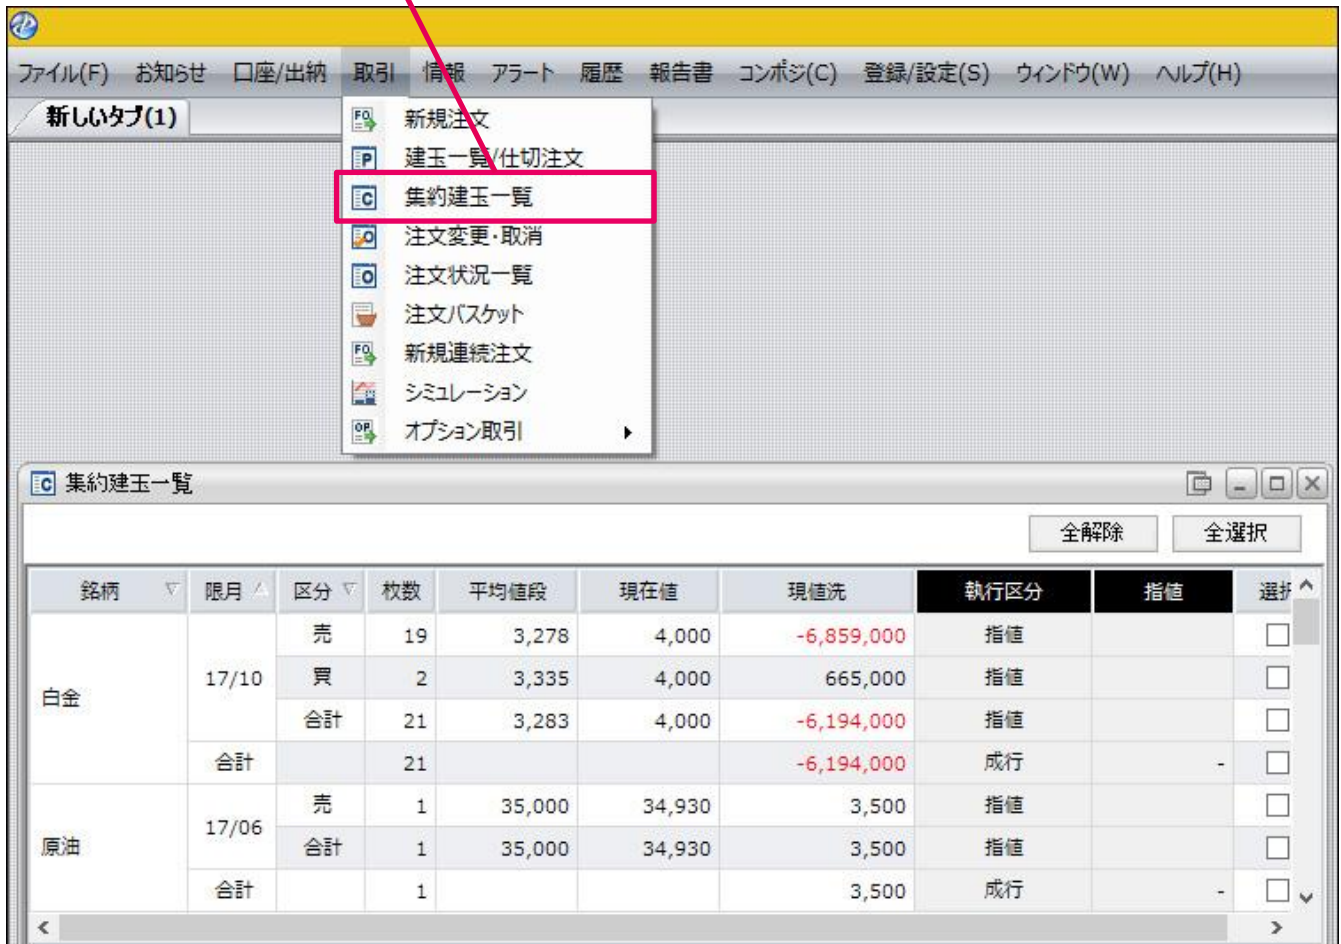 ファイル(F) お知らせ 口座/出納 取引 情報 アラート 履歴 報告書 コンポジ(C) 登録/設定(S) ウィンドウ(W) ヘルプ(H)
新しいタブ(1)
新規注文
建玉一覧/仕切注文
集約建玉一覧
注文変更・取消
注文状況一覧
注文バスケット
新規連続注文
シミュレーション
オプション取引
集約建玉一覧
全解除 全選択
銘柄 限月 区分 枚数 平均値段 現在値 現値洗 執行区分 指値 選択
白金 17/10 売 19 3,278 4,000 -6,859,000 指値
買 2 3,335 4,000 665,000 指値
合計 21 3,283 4,000 -6,194,000 指値
合計 21 -6,194,000 成行 -
原油 17/06 売 1 35,000 34,930 3,500 指値
合計 1 35,000 34,930 3,500 指値
合計 1 3,500 成行 -